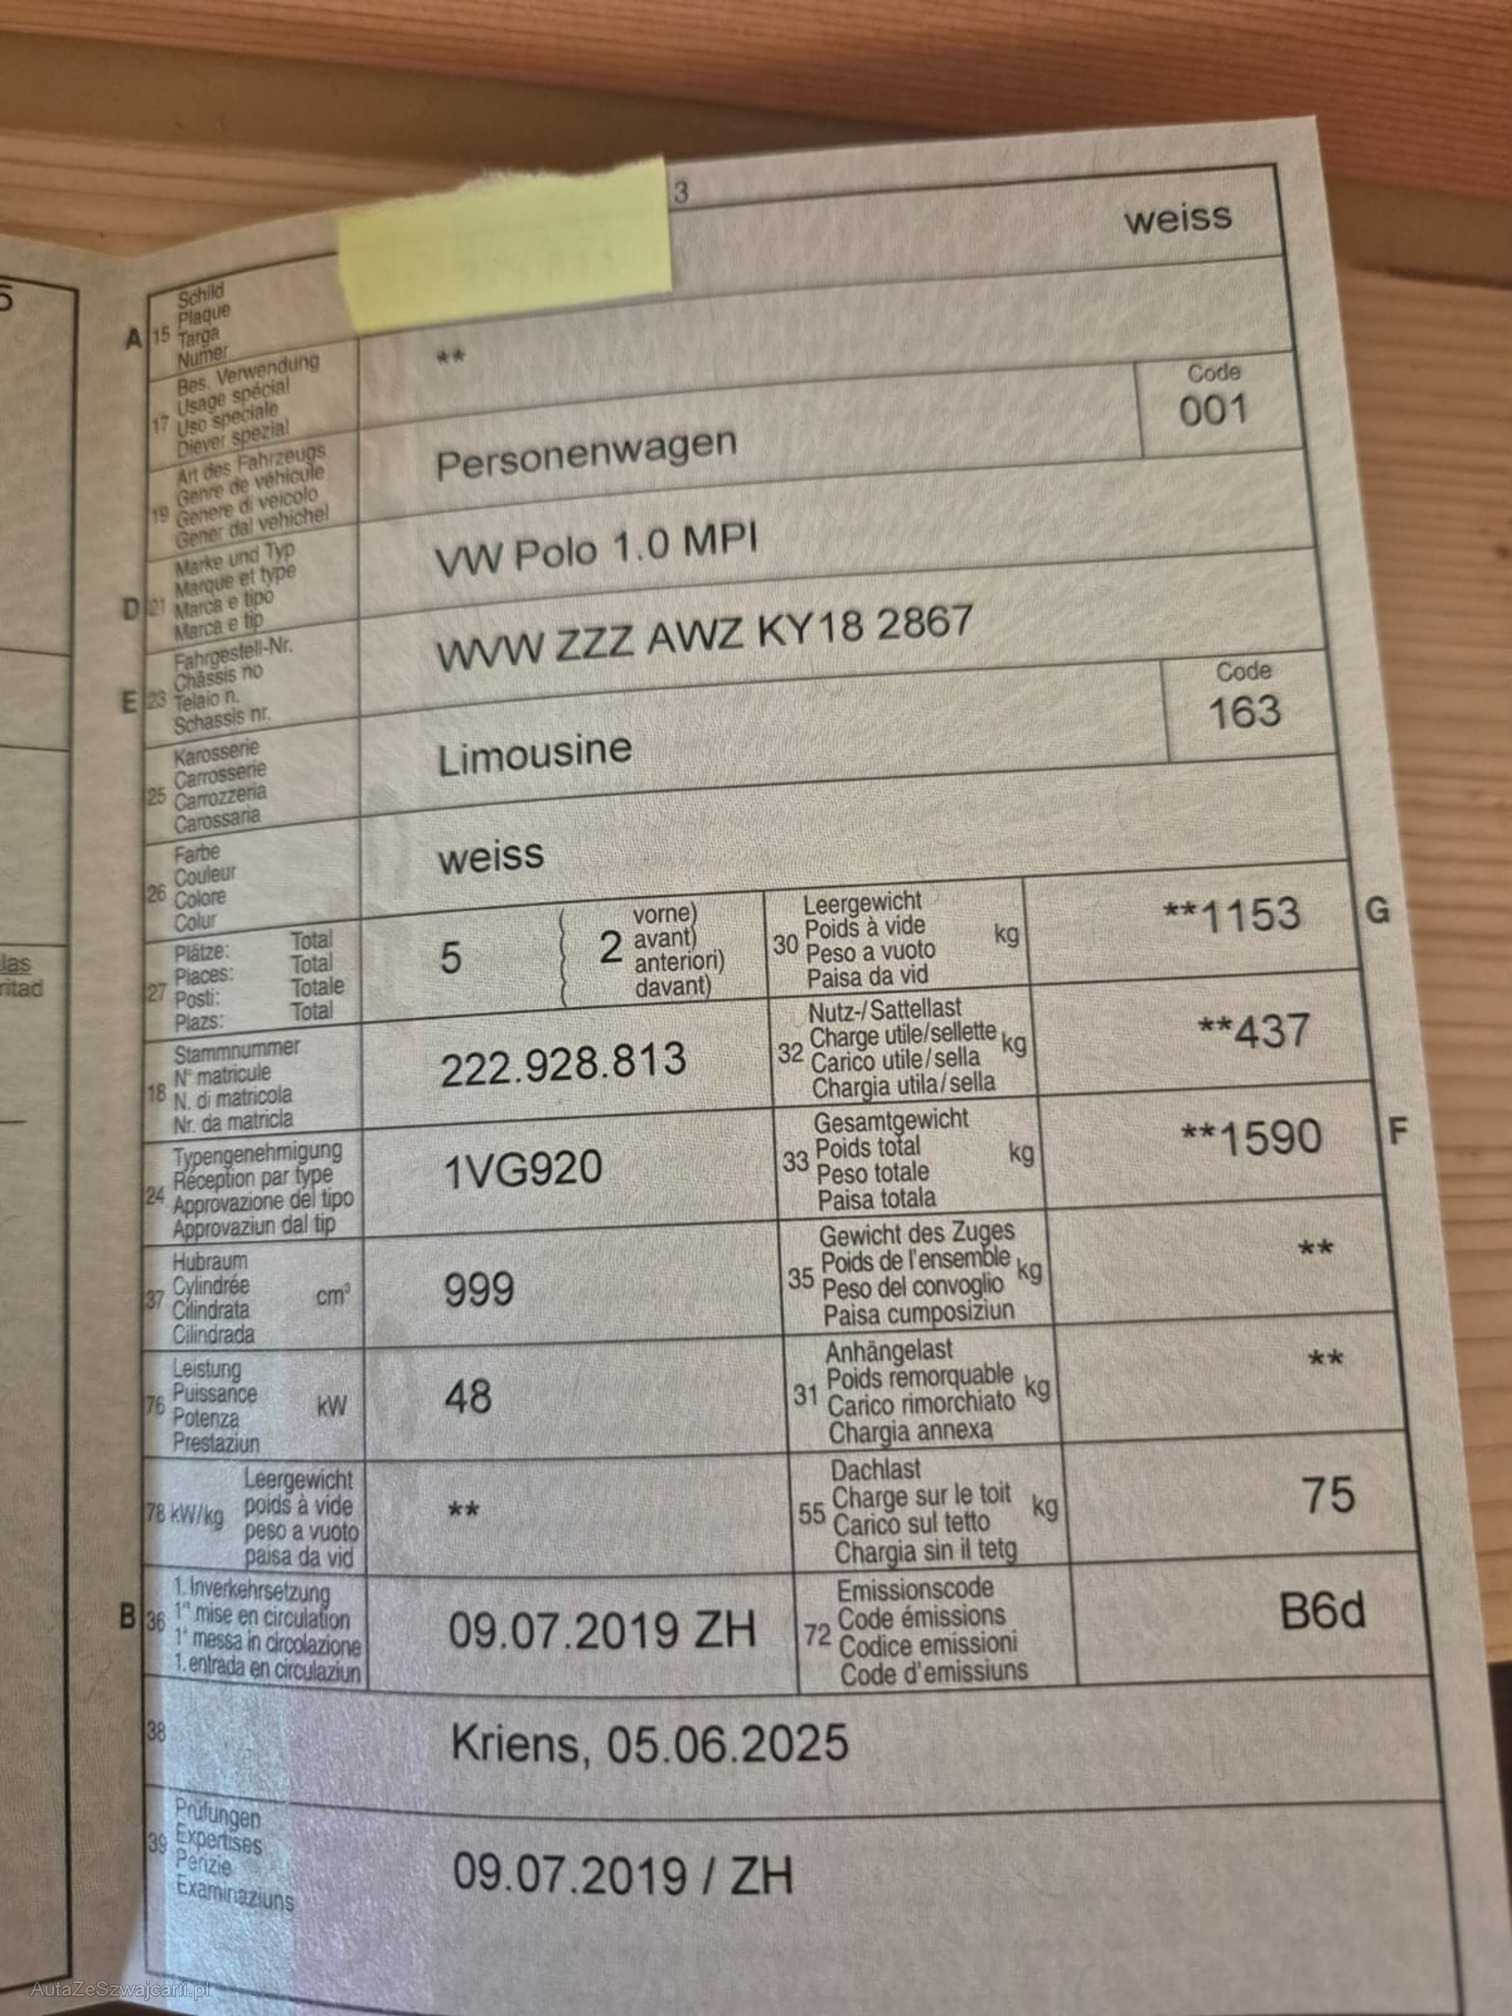 3
weiss
A 15 Schild
Plaque
Targa
Numer
17 Bes. Verwendung
Usage spécial
Uso speciale
Diever spezial
**
19 Art des Fahrzeugs
Genre de véhicule
Genere di veicolo
Gener dal vehichel
Personenwagen
Code
001
D 21 Marke und Typ
Marque et type
Marca e tipo
Marca e tip
VW Polo 1.0 MPI
E 23 Fahrgestell-Nr.
Châssis no
Telaio n.
Schassis nr.
WVW ZZZ AWZ KY18 2867
25 Karosserie
Carrosserie
Carrozzeria
Carossaria
Limousine
Code
163
26 Farbe
Couleur
Colore
Colur
weiss
27 Plätze: Total
Places: Total
Posti: Totale
Plazs: Total
5
2 vorne)
avant)
anteriori)
davant)
30 Leergewicht
Poids à vide
Peso a vuoto
Paisa da vid
kg
**1153
G
18 Stammnummer
N° matricule
N. di matricola
Nr. da matricla
222.928.813
32 Nutz-/Sattellast
Charge utile/sellette
Carico utile/sella
Chargia utila/sella
kg
**437
24 Typengenehmigung
Réception par type
Approvazione del tipo
Approvaziun dal tip
1VG920
33 Gesamtgewicht
Poids total
Peso totale
Paisa totala
kg
**1590
F
37 Hubraum
Cylindrée
Cilindrata
Cilindrada
cm³
999
35 Gewicht des Zuges
Poids de l'ensemble
Peso del convoglio
Paisa cumposiziun
kg
**
76 Leistung
Puissance
Potenza
Prestaziun
kW
48
31 Anhängelast
Poids remorquable
Carico rimorchiato
Chargia annexa
kg
**
78 kW/kg Leergewicht
poids à vide
peso a vuoto
paisa da vid
**
55 Dachlast
Charge sur le toit
Carico sul tetto
Chargia sin il tetg
kg
75
B 36 1. Inverkehrsetzung
1re mise en circulation
1a messa in circolazione
1. entrada en circulaziun
09.07.2019 ZH
72 Emissionscode
Code émissions
Codice emissioni
Code d'emissiuns
B6d
38
Kriens, 05.06.2025
39 Prüfungen
Expertises
Perizie
Examinaziuns
09.07.2019 / ZH
las
ritad
AutaZeSzwajcarii.pl